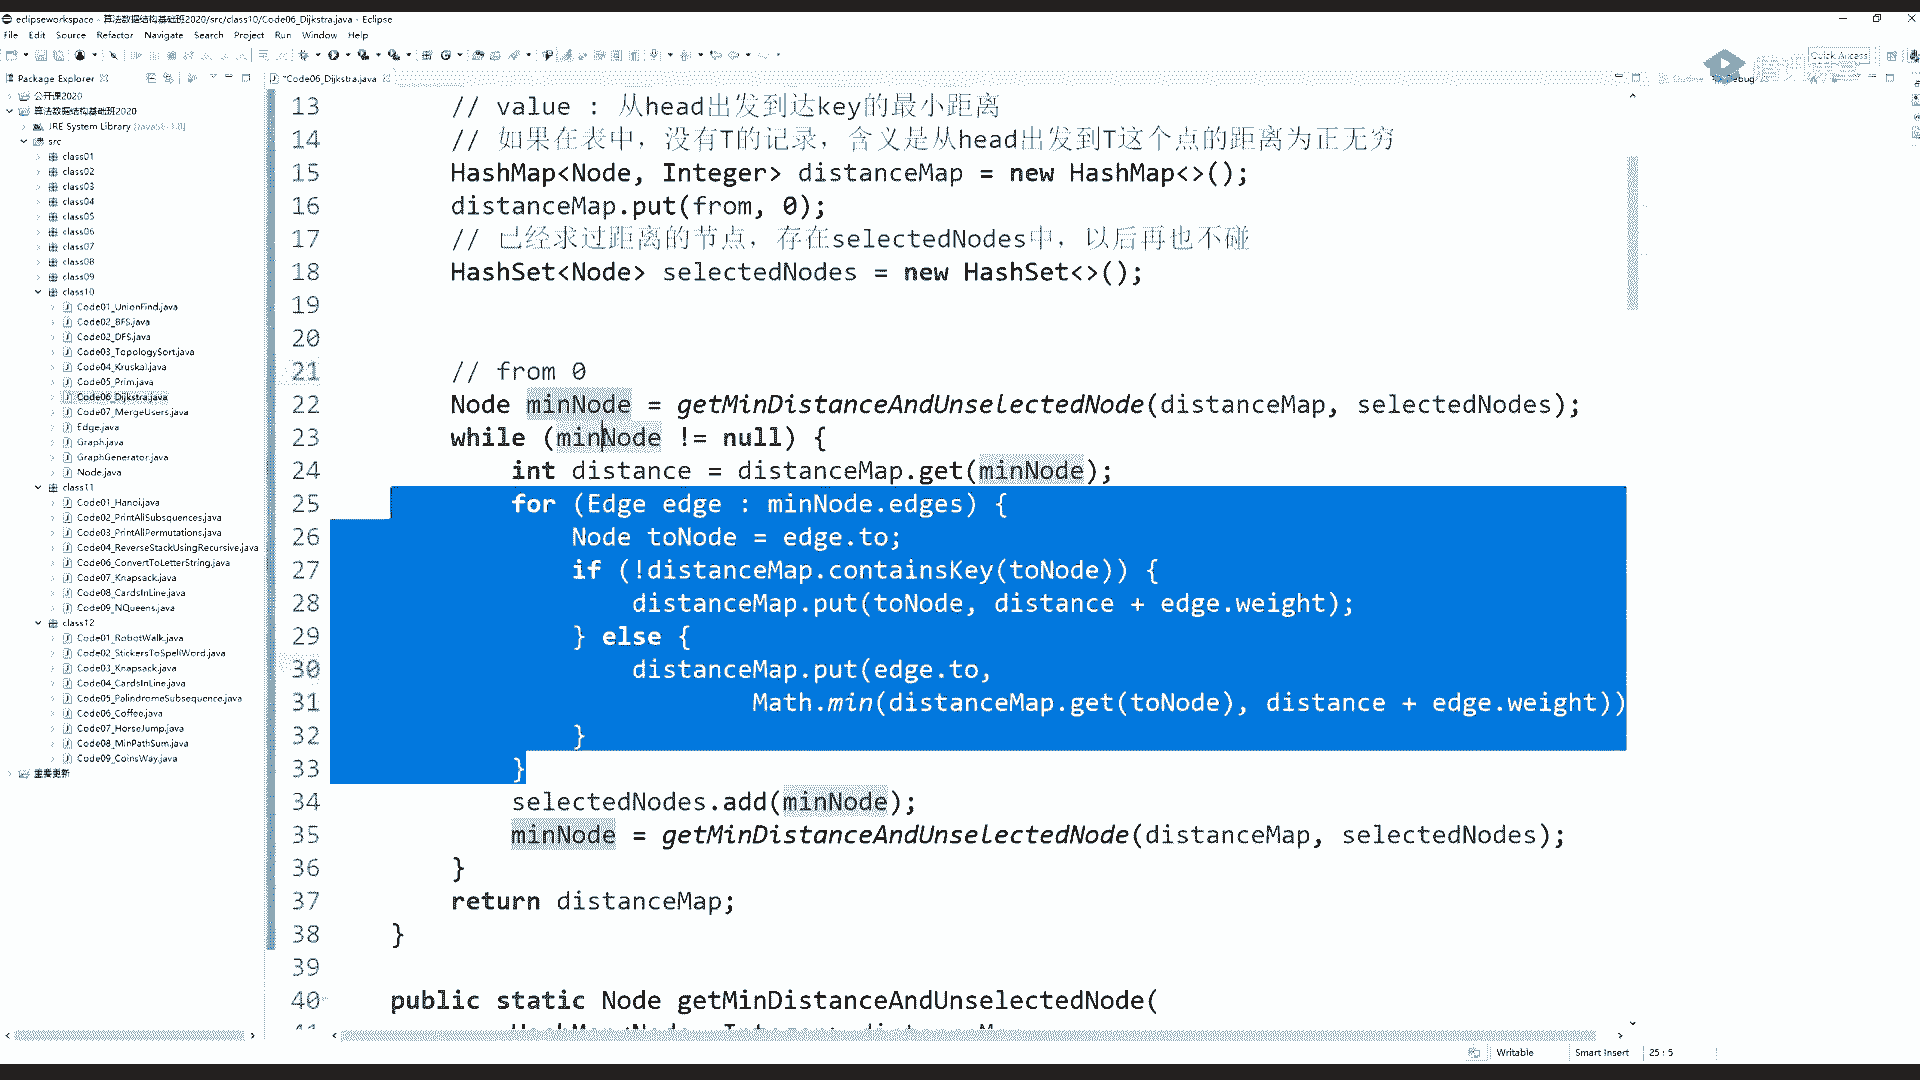 eclipseworkspace - 算法数据结构基础班2020/src/class10/Code06_Dijkstra.java - Eclipse
File Edit Source Refactor Navigate Search Project Run Window Help
Quick Access
Package Explorer
*Code06_Dijkstra.java
Outline
Debug
公开课2020
算法数据结构基础班2020
JRE System Library [JavaSE-1.8]
src
class01
class02
class03
class04
class05
class06
class07
class08
class09
class10
Code01_UnionFind.java
Code02_BFS.java
Code02_DFS.java
Code03_TopologySort.java
Code04_Kruskal.java
Code05_Prim.java
Code06_Dijkstra.java
Code07_MergeUsers.java
Edge.java
Graph.java
GraphGenerator.java
Node.java
class11
Code01_Hanoi.java
Code02_PrintAllSubsquences.java
Code03_PrintAllPermutations.java
Code04_ReverseStackUsingRecursive.java
Code06_ConvertToLetterString.java
Code07_Knapsack.java
Code08_CardsInLine.java
Code09_NQueens.java
class12
Code01_RobotWalk.java
Code02_StickersToSpellWord.java
Code03_Knapsack.java
Code04_CardsInLine.java
Code05_PalindromeSubsequence.java
Code06_Coffee.java
Code07_HorseJump.java
Code08_MinPathSum.java
Code09_CoinsWay.java
重要更新
13 // value : 从head出发到达key的最小距离
14 // 如果在表中，没有T的记录，含义是从head出发到T这个点的距离为正无穷
15 HashMap<Node, Integer> distanceMap = new HashMap<>();
16 distanceMap.put(from, 0);
17 // 已经求过距离的节点，存在selectedNodes中，以后再也不碰
18 HashSet<Node> selectedNodes = new HashSet<>();
19
20
21 // from 0
22 Node minNode = getMinDistanceAndUnselectedNode(distanceMap, selectedNodes);
23 while (minNode != null) {
24 int distance = distanceMap.get(minNode);
25 for (Edge edge : minNode.edges) {
26 Node toNode = edge.to;
27 if (!distanceMap.containsKey(toNode)) {
28 distanceMap.put(toNode, distance + edge.weight);
29 } else {
30 distanceMap.put(edge.to,
31 Math.min(distanceMap.get(toNode), distance + edge.weight))
32 }
33 }
34 selectedNodes.add(minNode);
35 minNode = getMinDistanceAndUnselectedNode(distanceMap, selectedNodes);
36 }
37 return distanceMap;
38 }
39
40 public static Node getMinDistanceAndUnselectedNode(
Writable Smart Insert 25 : 5